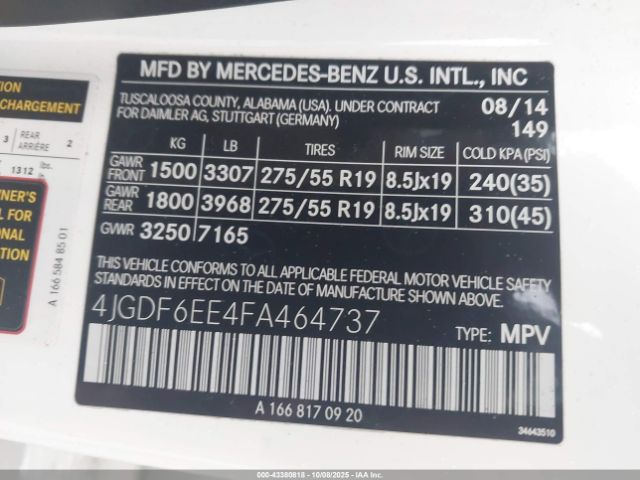 TION
CHARGEMENT
3 REAR ARRIÈRE 2
1312 lbs.
WNER'S
L FOR
ONAL
ATION
A 166 584 85 01
MFD BY MERCEDES-BENZ U.S. INTL., INC
TUSCALOOSA COUNTY, ALABAMA (USA). UNDER CONTRACT
FOR DAIMLER AG, STUTTGART (GERMANY)
08/14
149
KG LB TIRES RIM SIZE COLD KPA (PSI)
GAWR FRONT 1500 3307 275/55 R19 8.5Jx19 240(35)
GAWR REAR 1800 3968 275/55 R19 8.5Jx19 310(45)
GVWR 3250 7165
THIS VEHICLE CONFORMS TO ALL APPLICABLE FEDERAL MOTOR VEHICLE SAFETY
STANDARDS IN EFFECT ON THE DATE OF MANUFACTURE SHOWN ABOVE.
4JGDF6EE4FA464737
TYPE: MPV
A 166 817 09 20
34643510
000-43380818 - 10/08/2025 - IAAI.COM